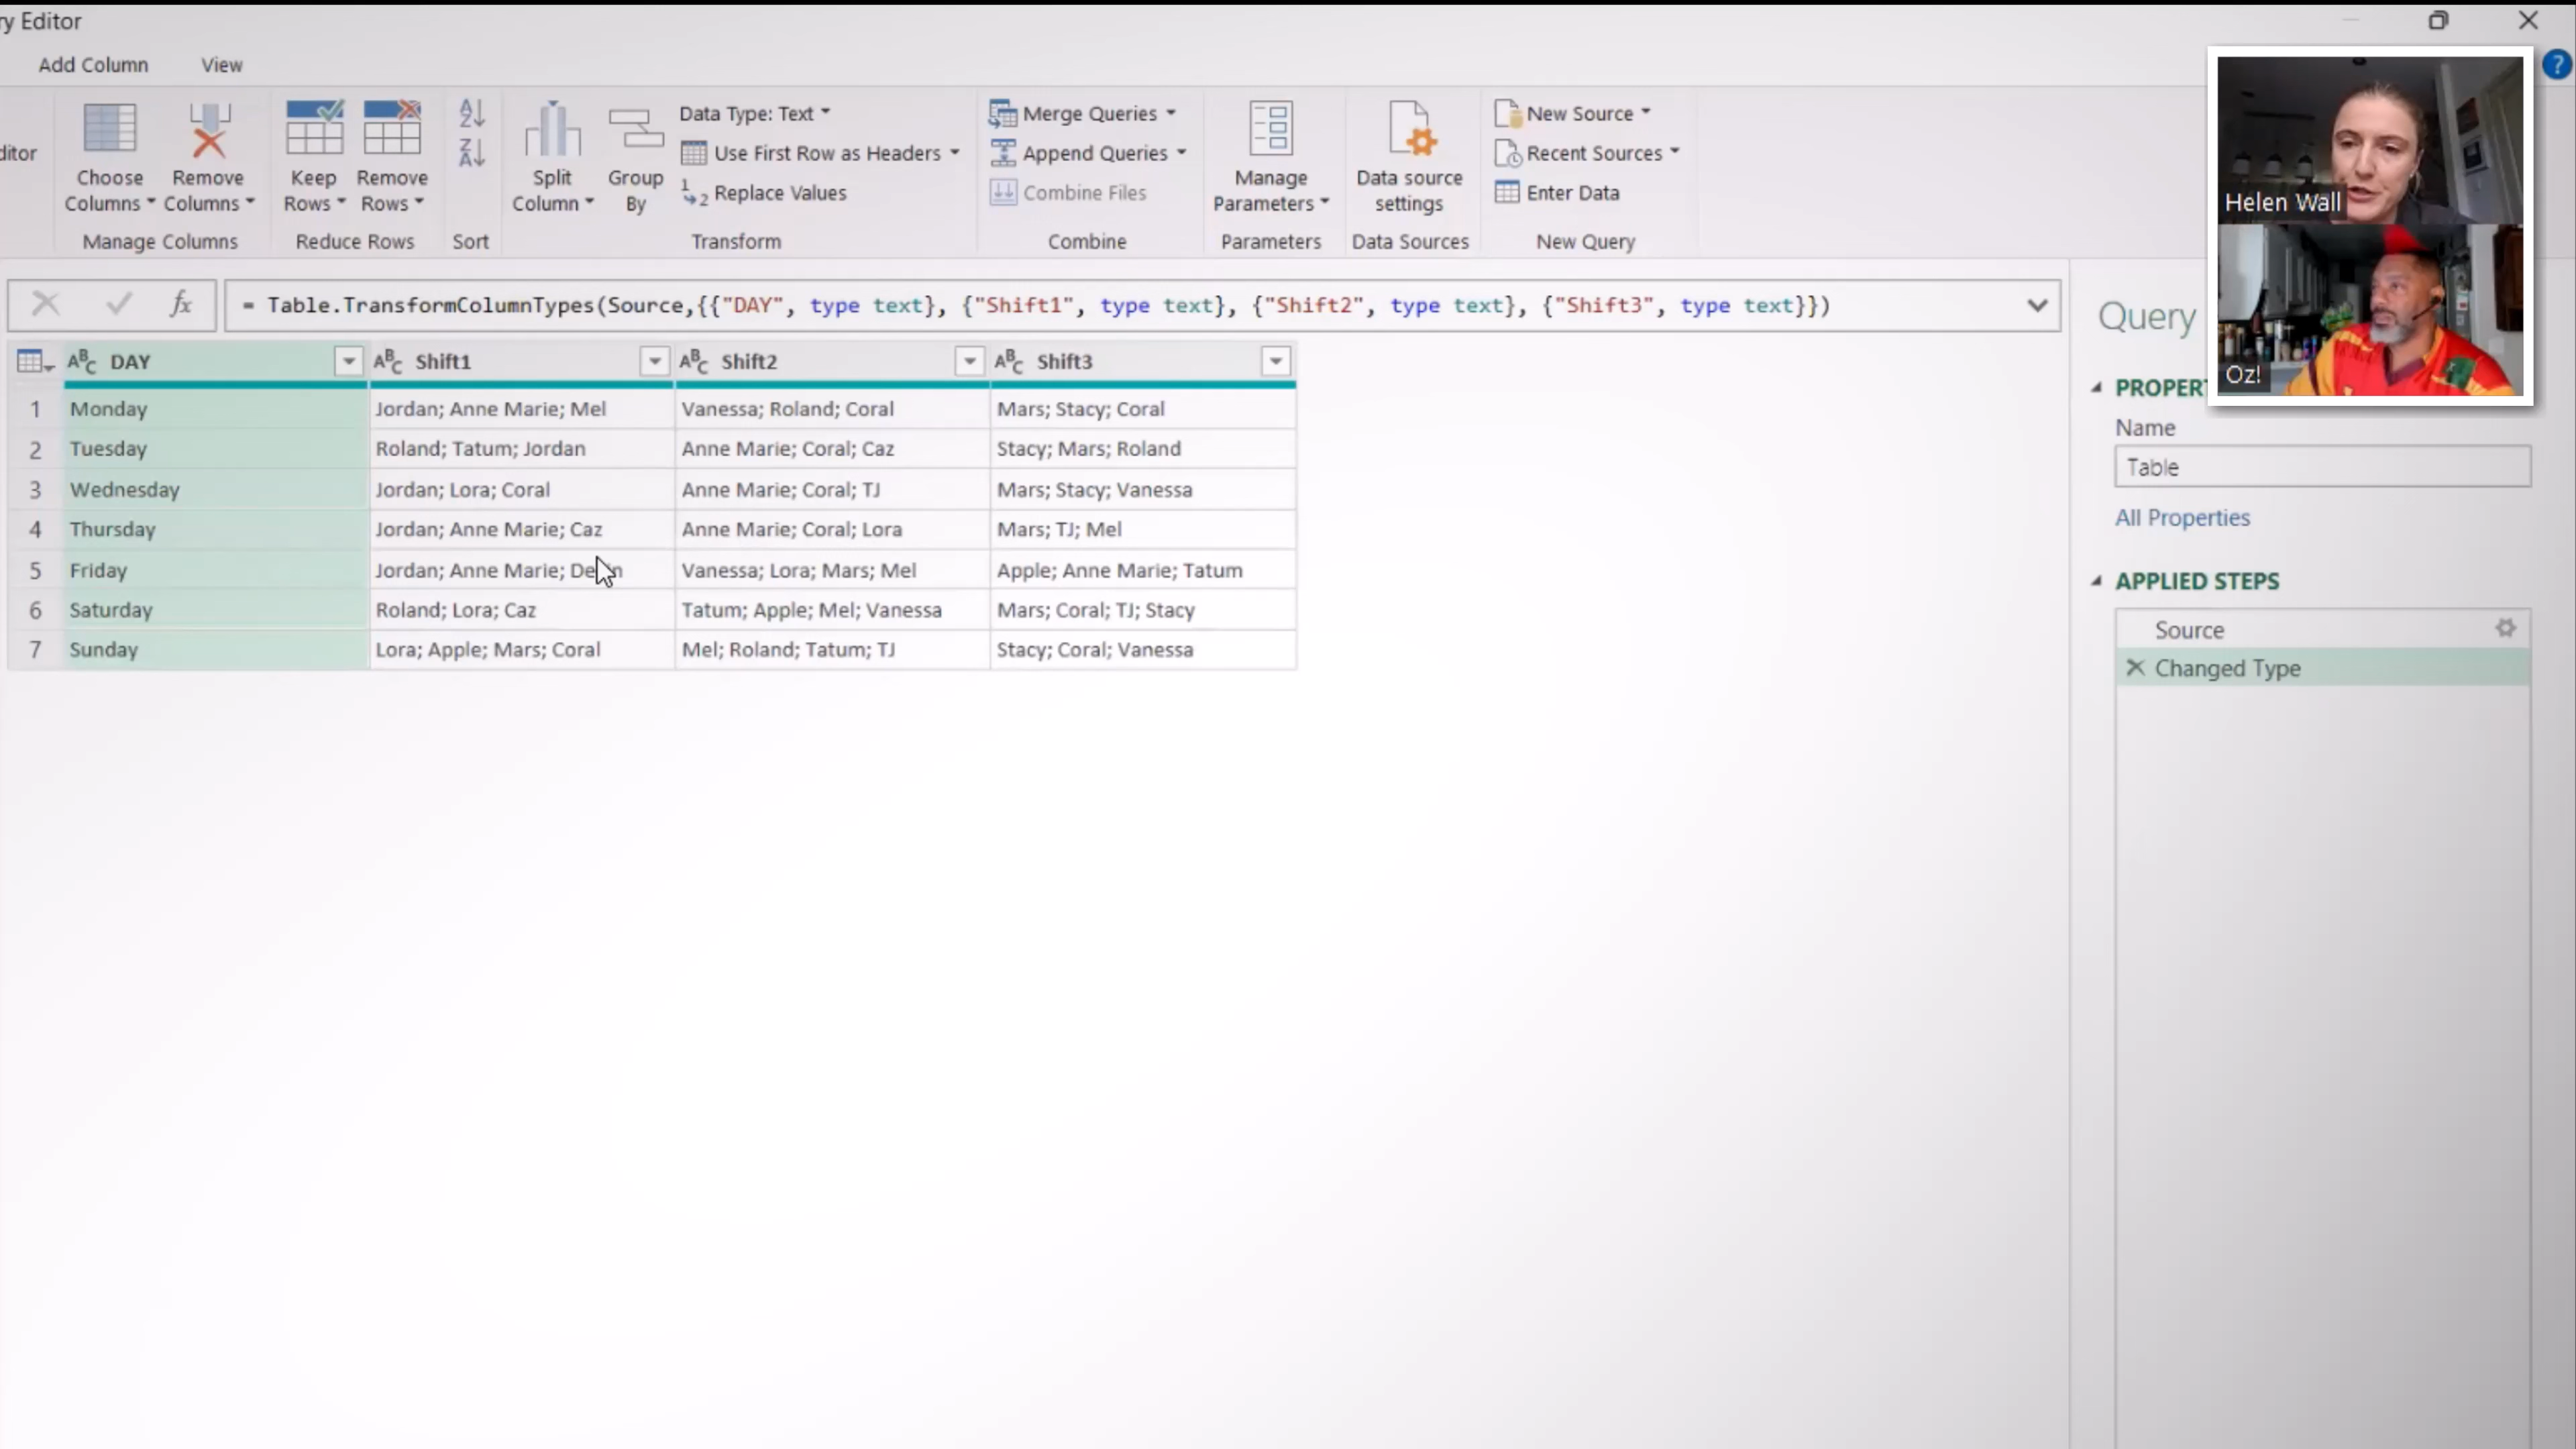 ry Editor
Add Column View
ditor
Choose Columns
Remove Columns
Manage Columns
Keep Rows
Remove Rows
Reduce Rows
Sort
Split Column
Group By
Data Type: Text
Use First Row as Headers
Replace Values
Transform
Merge Queries
Append Queries
Combine Files
Combine
Manage Parameters
Parameters
Data source settings
Data Sources
New Source
Recent Sources
Enter Data
New Query
Helen Wall
Oz!
fx = Table.TransformColumnTypes(Source,{{"DAY", type text}, {"Shift1", type text}, {"Shift2", type text}, {"Shift3", type text}})
DAY Shift1 Shift2 Shift3
1 Monday Jordan; Anne Marie; Mel Vanessa; Roland; Coral Mars; Stacy; Coral
2 Tuesday Roland; Tatum; Jordan Anne Marie; Coral; Caz Stacy; Mars; Roland
3 Wednesday Jordan; Lora; Coral Anne Marie; Coral; TJ Mars; Stacy; Vanessa
4 Thursday Jordan; Anne Marie; Caz Anne Marie; Coral; Lora Mars; TJ; Mel
5 Friday Jordan; Anne Marie; Vanessa; Lora; Mars; Mel Apple; Anne Marie; Tatum
6 Saturday Roland; Lora; Caz Tatum; Apple; Mel; Vanessa Mars; Coral; TJ; Stacy
7 Sunday Lora; Apple; Mars; Coral Mel; Roland; Tatum; TJ Stacy; Coral; Vanessa
Query
PROPERT
Name
Table
All Properties
APPLIED STEPS
Source
Changed Type